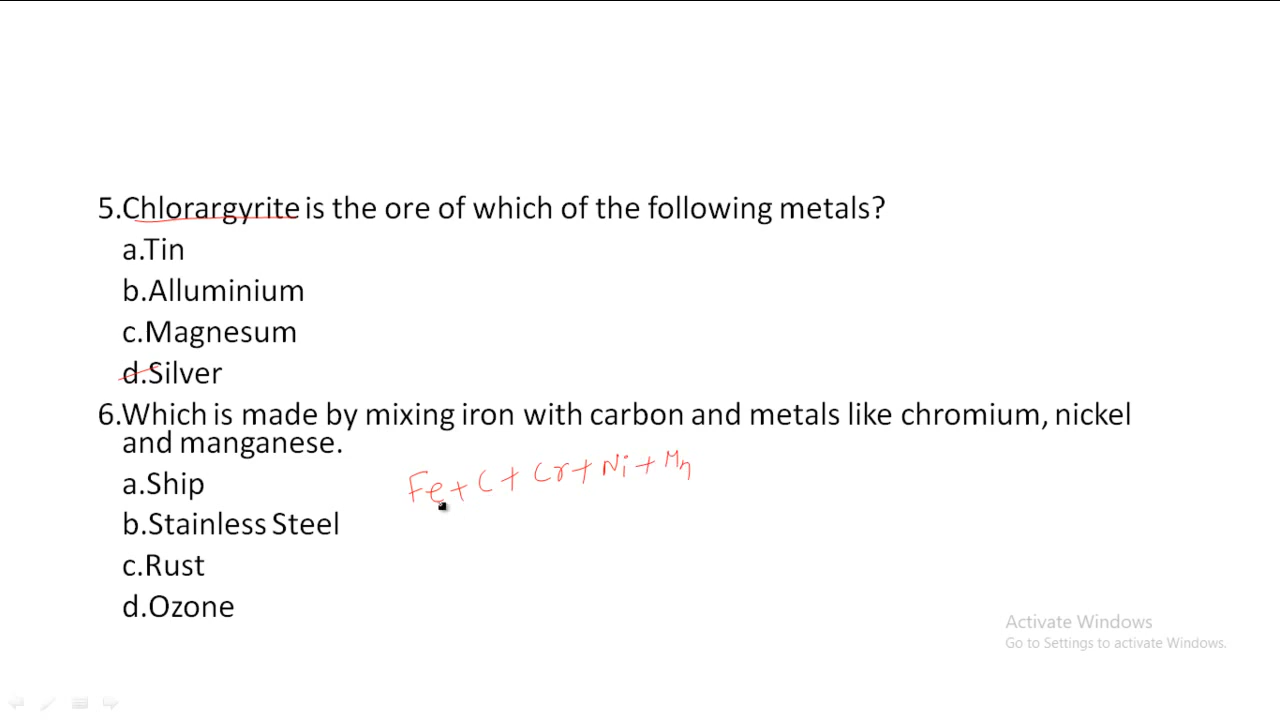 5.Chlorargyrite is the ore of which of the following metals?
a.Tin
b.Alluminium
c.Magnesum
d.Silver
6.Which is made by mixing iron with carbon and metals like chromium, nickel
and manganese.
Fe+ C + Cr+ Ni + Mn
a.Ship
b.Stainless Steel
c.Rust
d.Ozone
Activate Windows
Go to Settings to activate Windows.